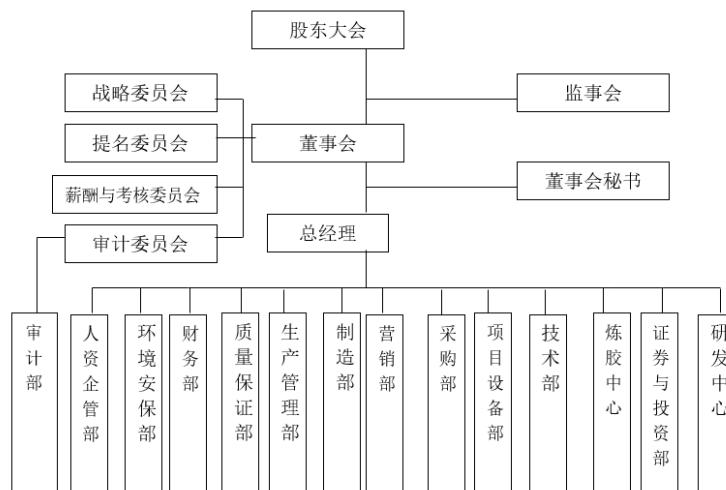 股东大会
战略委员会
监事会
提名委员会
董事会
薪酬与考核委员会
董事会秘书
审计委员会
总经理
审计部
人资企管部
环境安保部
财务部
质量保证部
生产管理部
制造部
营销部
采购部
项目设备部
技术部
炼胶中心
证券与投资部
研发中心